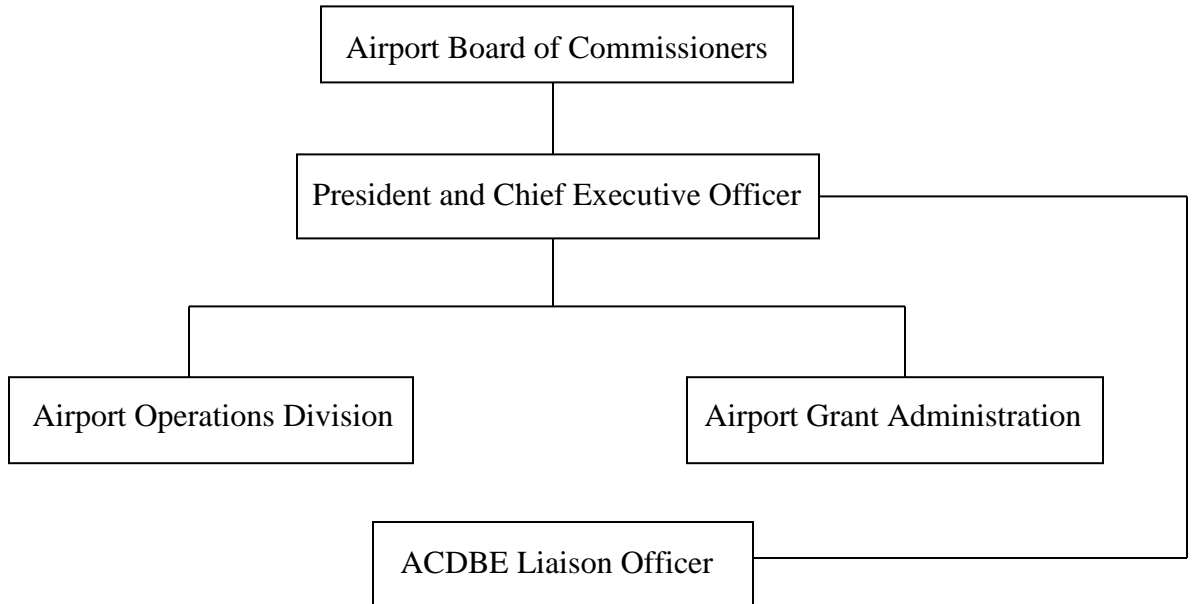 Airport Board of Commissioners
President and Chief Executive Officer
Airport Operations Division
Airport Grant Administration
ACDBE Liaison Officer